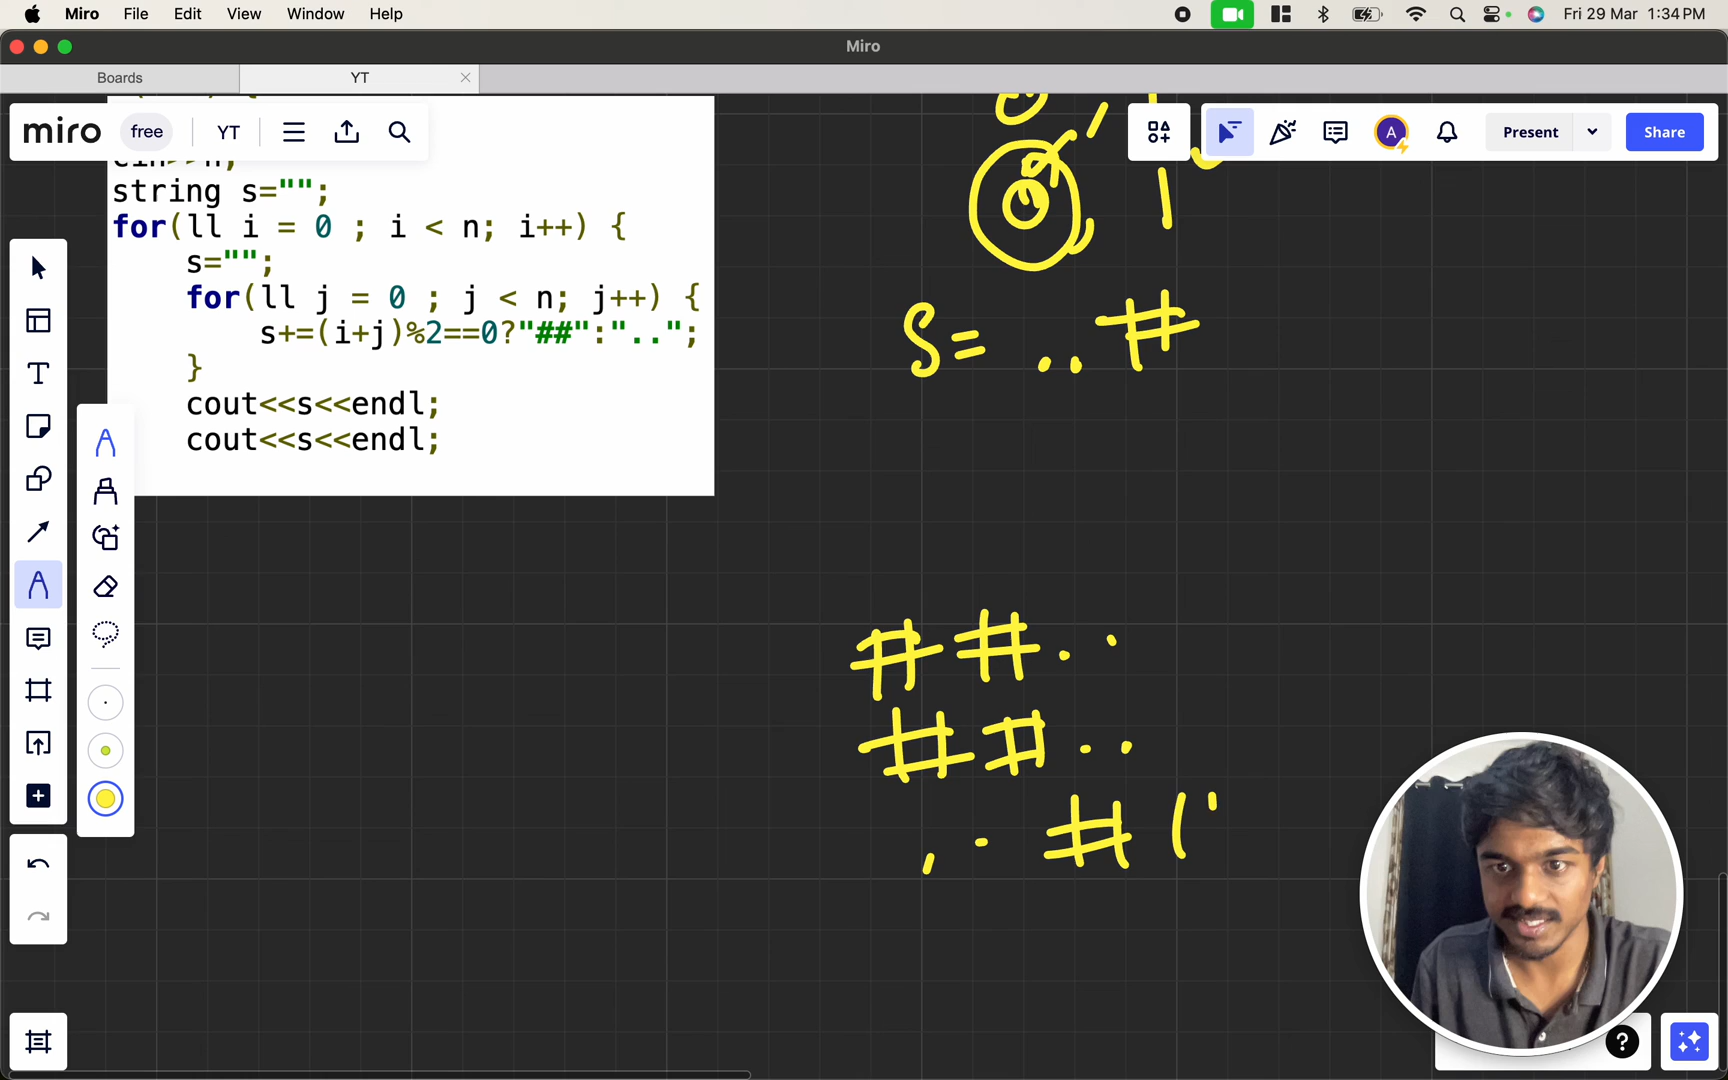 Miro File Edit View Window Help Fri 29 Mar 1:34 PM
Miro
Boards YT
miro free YT Present Share
string s="";
for(ll i = 0 ; i < n; i++) {
s="";
for(ll j = 0 ; j < n; j++) {
s+=(i+j)%2==0?"##":"..";
}
cout<<s<<endl;
cout<<s<<endl;
S= ..#
##..
##..
..#
A
T
?